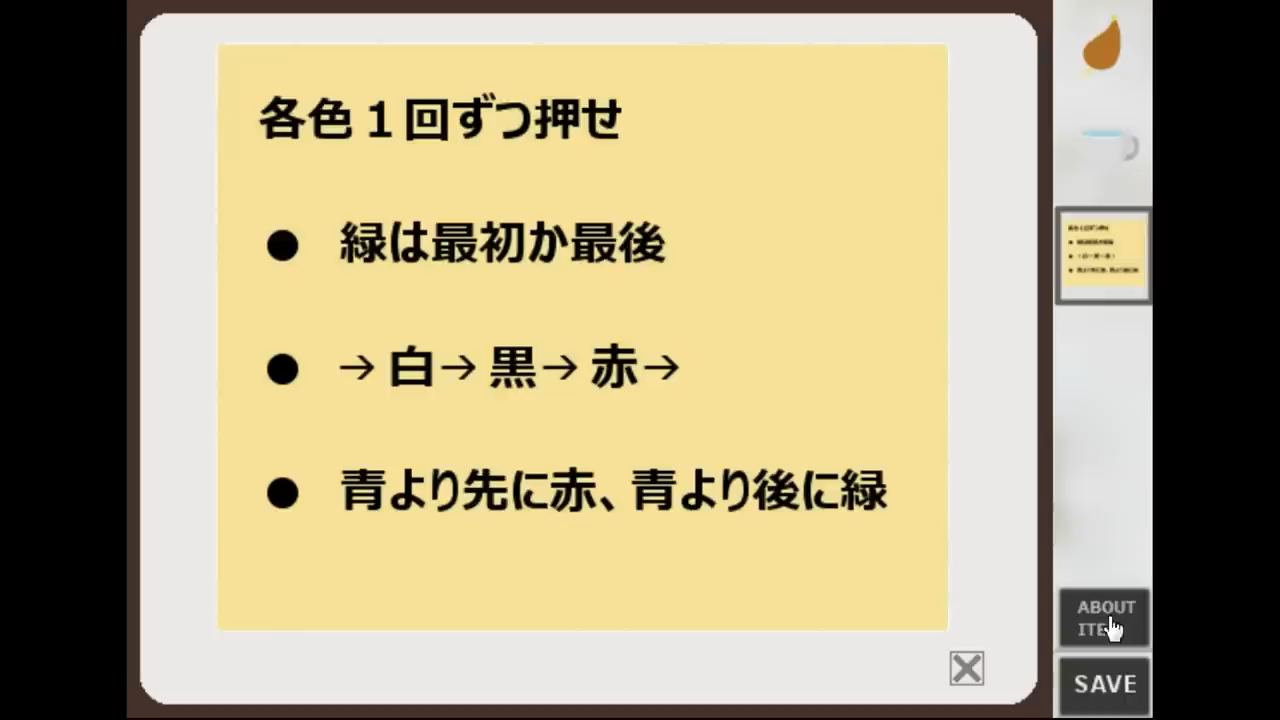 各色1回ずつ押せ
● 緑は最初か最後
● →白→黒→赤→
● 青より先に赤、青より後に緑
ABOUT
SAVE